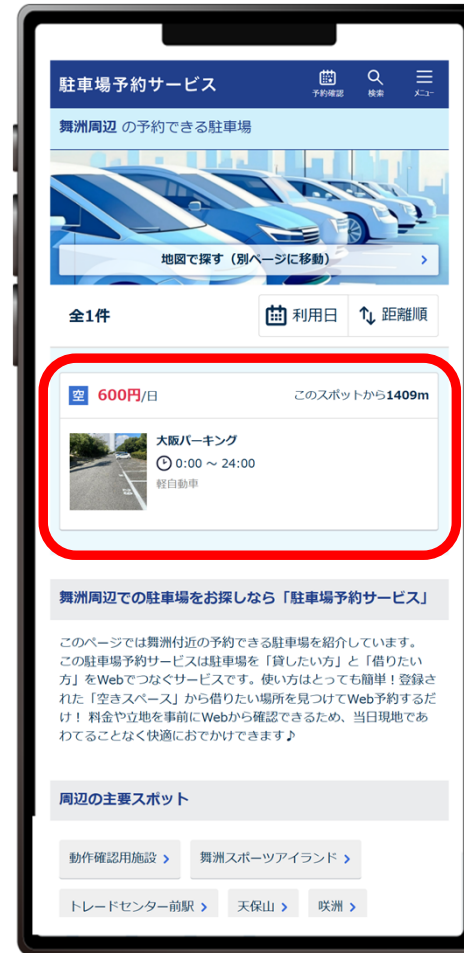 駐車場予約サービス
予約確認
検索
メニュー
舞洲周辺 の予約できる駐車場
地図で探す（別ページに移動）
全1件
利用日
距離順
空 600円/日
このスポットから1409m
大阪パーキング
0:00 ～ 24:00
軽自動車
舞洲周辺での駐車場をお探しなら「駐車場予約サービス」
このページでは舞洲付近の予約できる駐車場を紹介しています。
この駐車場予約サービスは駐車場を「貸したい方」と「借りたい
方」をWebでつなぐサービスです。使い方はとっても簡単！登録さ
れた「空きスペース」から借りたい場所を見つけてWeb予約するだ
け！ 料金や立地を事前にWebから確認できるため、当日現地であ
わてることなく快適におでかけできます♪
周辺の主要スポット
動作確認用施設
舞洲スポーツアイランド
トレードセンター前駅
天保山
咲洲